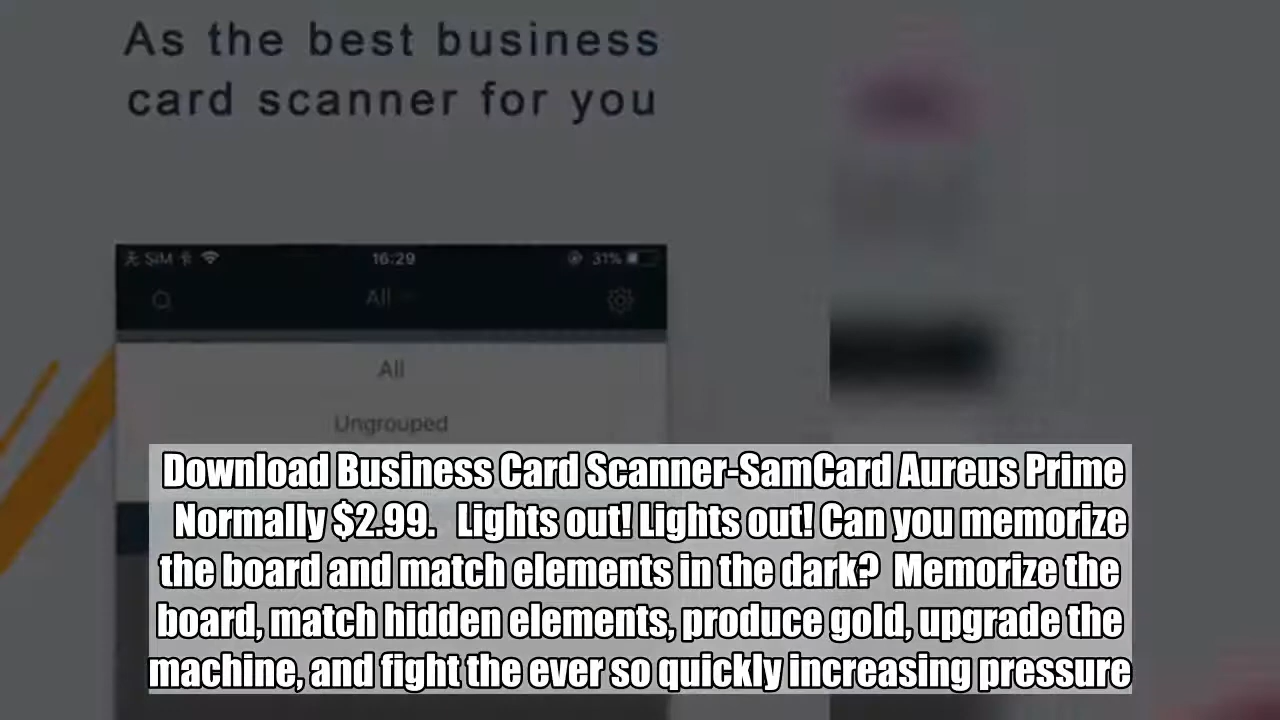 As the best business
card scanner for you
无 SIM 16:29 31%
All
All
Ungrouped
Download Business Card Scanner-SamCard Aureus Prime
Normally $2.99. Lights out! Lights out! Can you memorize
the board and match elements in the dark? Memorize the
board, match hidden elements, produce gold, upgrade the
machine, and fight the ever so quickly increasing pressure